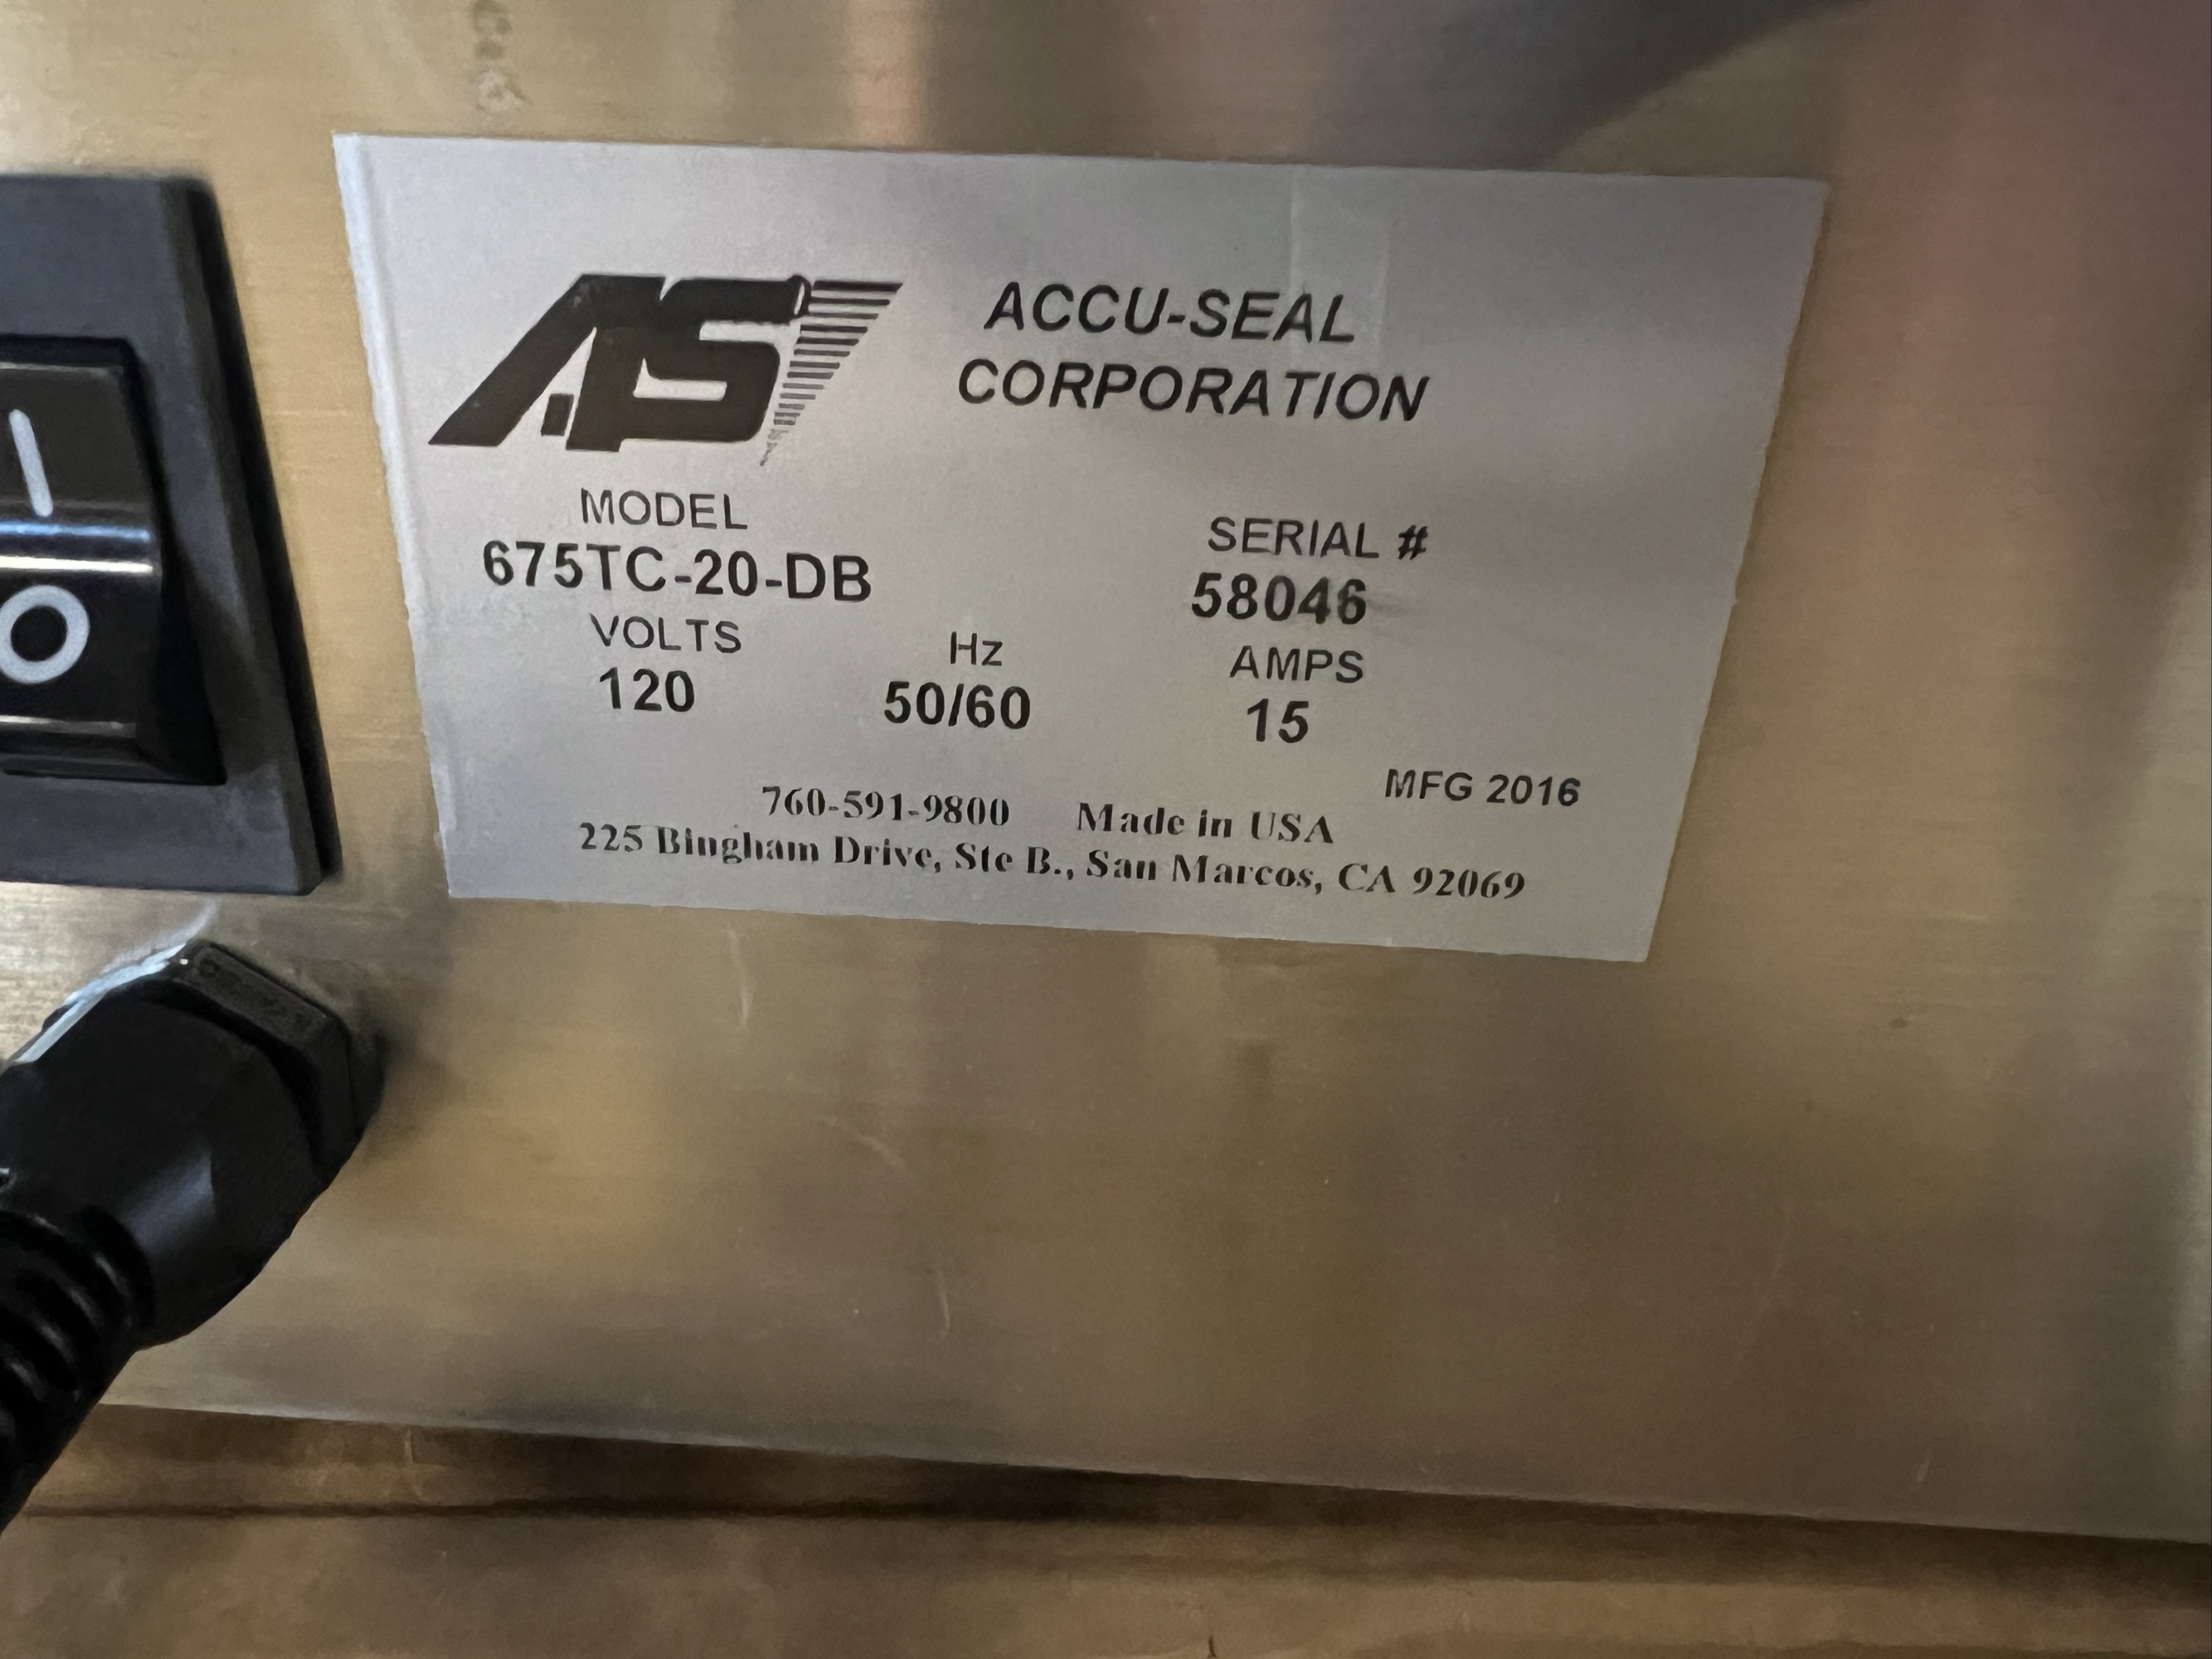 ASI
ACCU-SEAL
CORPORATION
MODEL
675TC-20-DB
SERIAL #
58046
VOLTS
120
Hz
50/60
AMPS
15
MFG 2016
760-591-9800 Made in USA
225 Bingham Drive, Ste B., San Marcos, CA 92069